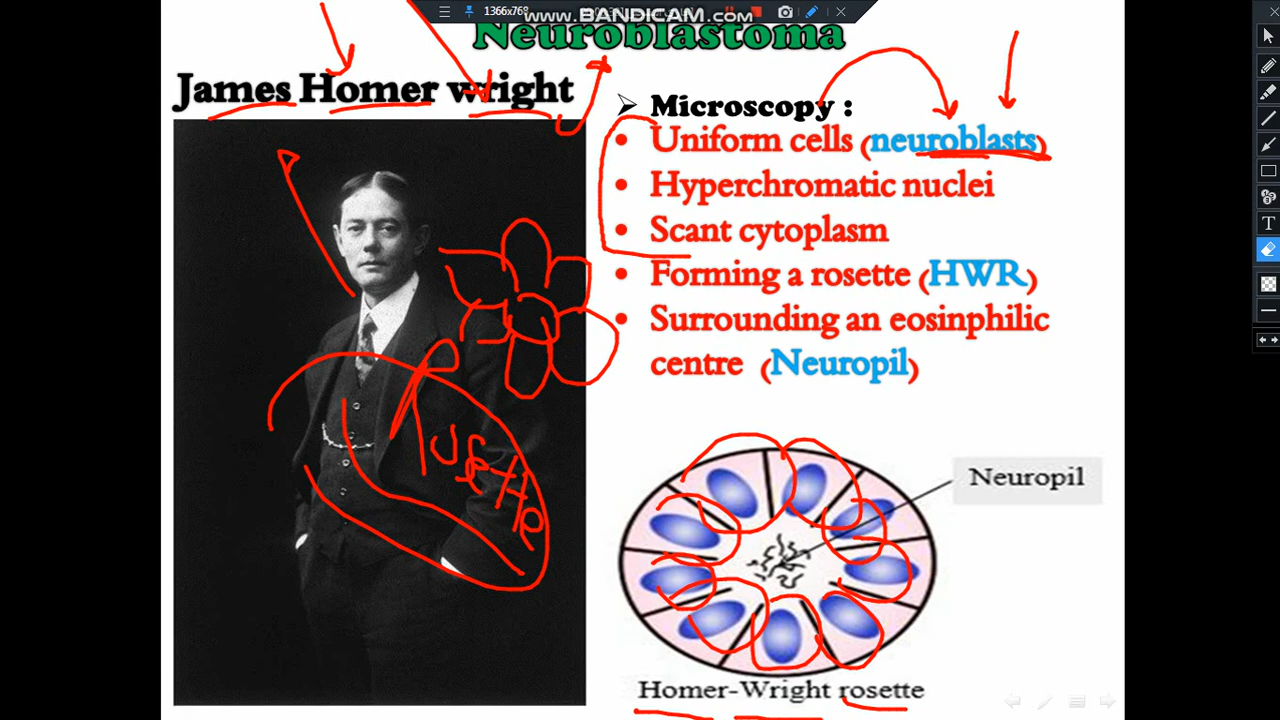 1366x768
www.BANDICAM.com
Neuroblastoma
James Homer wright
Microscopy :
Uniform cells (neuroblasts)
Hyperchromatic nuclei
Scant cytoplasm
Forming a rosette (HWR)
Surrounding an eosinphilic
centre (Neuropil)
Neuropil
Homer-Wright rosette